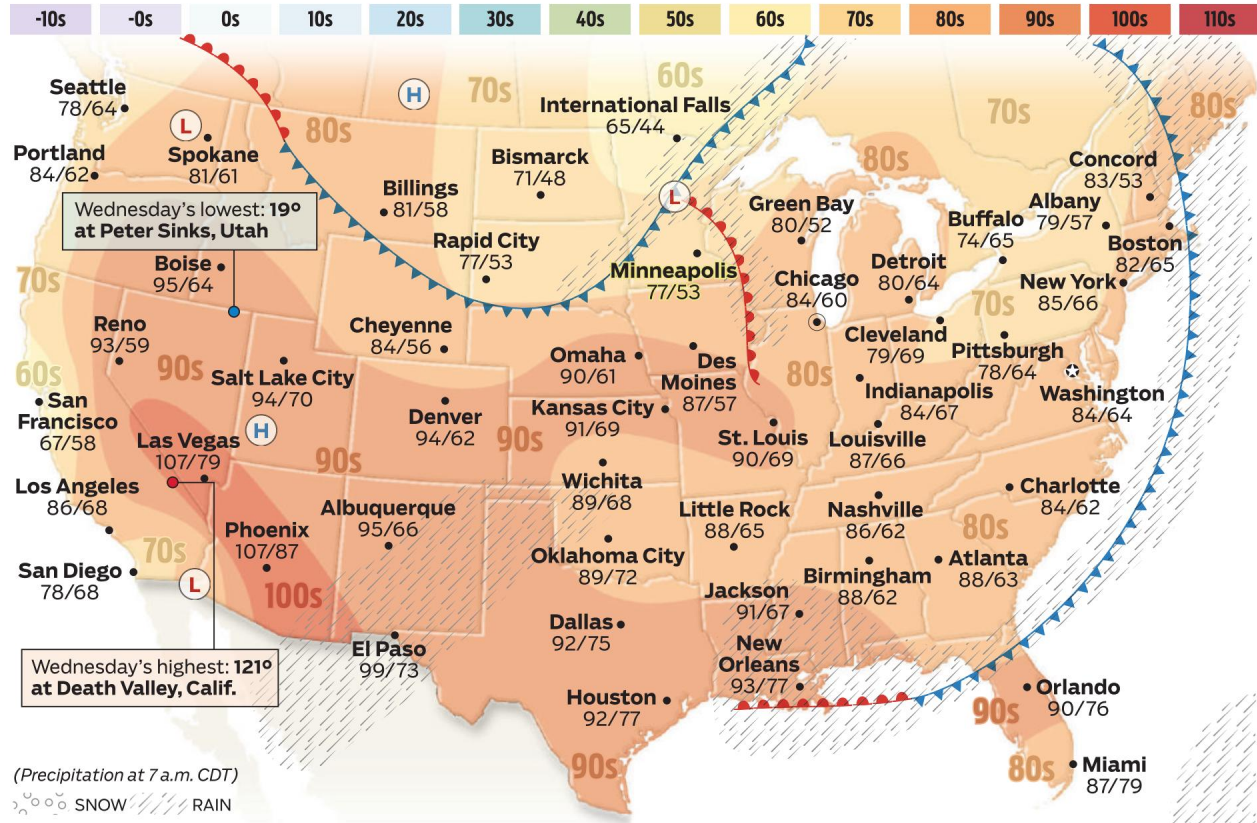 -10s -0s 0s 10s 20s 30s 40s 50s 60s 70s 80s 90s 100s 110s
Seattle
78/64
L
Spokane
81/61
Portland
84/62
80s
H
70s
60s
International Falls
65/44
Bismarck
71/48
Billings
81/58
Rapid City
77/53
L
Minneapolis
77/53
Green Bay
80/52
80s
70s
80s
Concord
83/53
Albany
79/57
Buffalo
74/65
Boston
82/65
Wednesday's lowest: 19°
at Peter Sinks, Utah
Boise
95/64
70s
Reno
93/59
90s
60s
San
Francisco
67/58
Salt Lake City
94/70
Cheyenne
84/56
Denver
94/62
H
Omaha
90/61
Des
Moines
87/57
Kansas City
91/69
Chicago
84/60
Detroit
80/64
New York
85/66
70s
Cleveland
79/69
Pittsburgh
78/64
80s
Indianapolis
84/67
Washington
84/64
St. Louis
90/69
Louisville
87/66
Las Vegas
107/79
90s
90s
Wichita
89/68
Los Angeles
86/68
Albuquerque
95/66
Phoenix
107/87
100s
70s
San Diego
78/68
L
Oklahoma City
89/72
Little Rock
88/65
Nashville
86/62
Charlotte
84/62
80s
Birmingham
88/62
Atlanta
88/63
Jackson
91/67
Dallas
92/75
El Paso
99/73
New
Orleans
93/77
Houston
92/77
90s
Orlando
90/76
90s
80s
Miami
87/79
Wednesday's highest: 121°
at Death Valley, Calif.
(Precipitation at 7 a.m. CDT)
SNOW RAIN